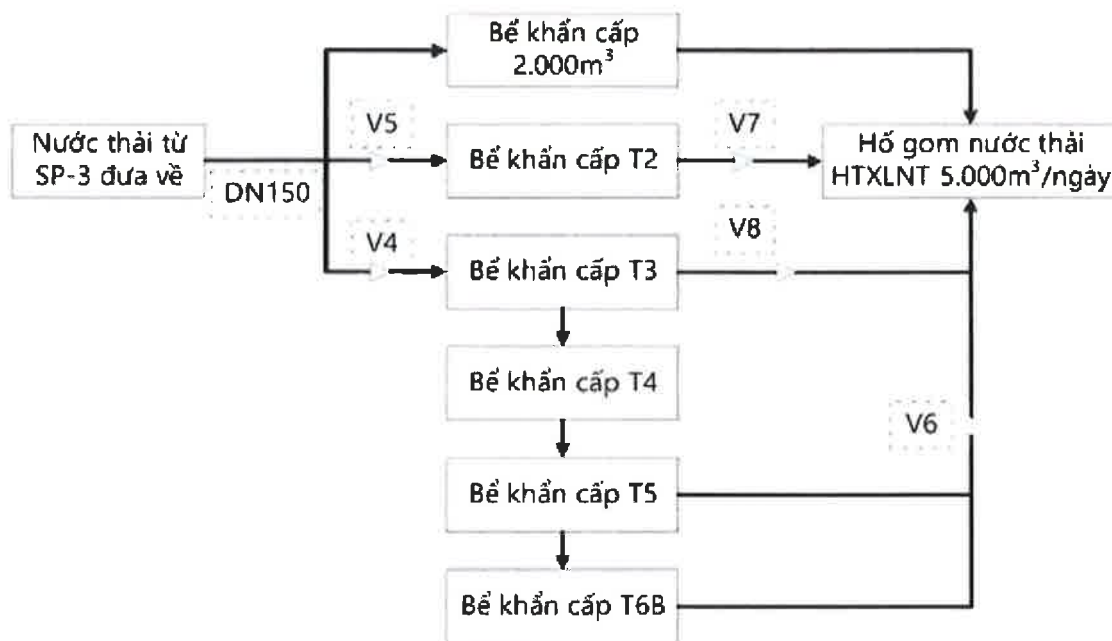 Bể khẩn cấp
2.000m³
V5
V7
Nước thải từ
SP-3 đưa về
Bể khẩn cấp T2
Hố gom nước thải
HTXLNT 5.000m³/ngày
DN150
V4
V8
Bể khẩn cấp T3
Bể khẩn cấp T4
V6
Bể khẩn cấp T5
Bể khẩn cấp T6B